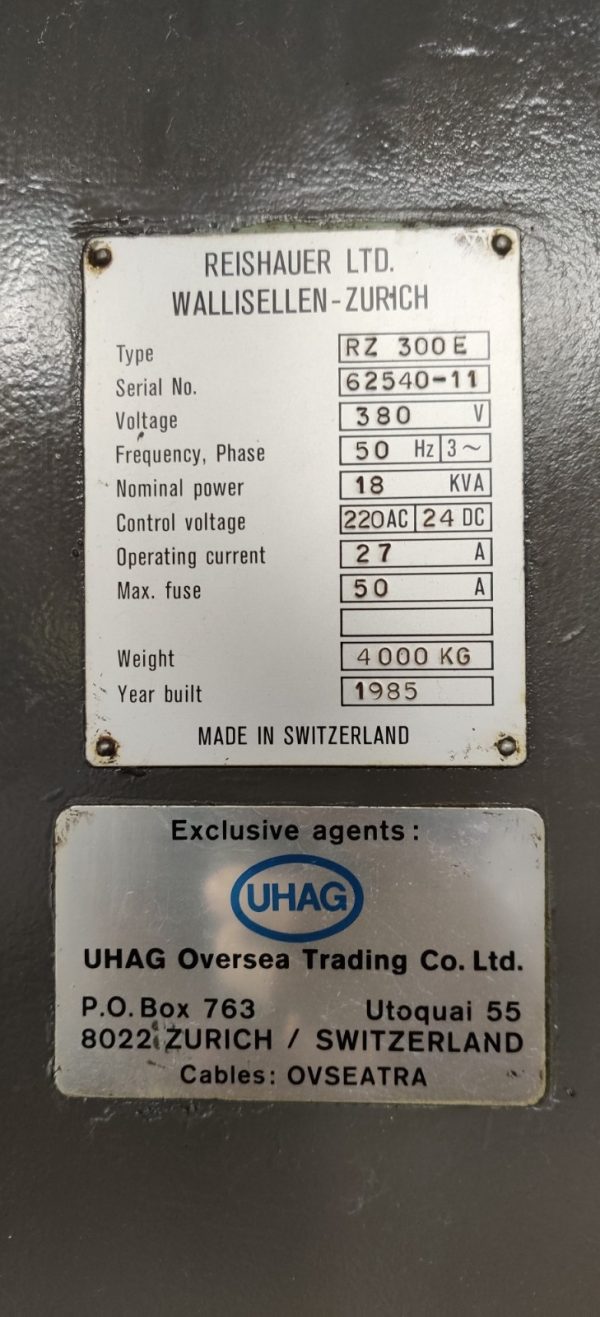 REISHAUER LTD.
WALLISELLEN-ZURICH
Type RZ 300 E
Serial No. 62540-11
Voltage 380 V
Frequency, Phase 50 Hz 3 ~
Nominal power 18 KVA
Control voltage 220 AC 24 DC
Operating current 27 A
Max. fuse 50 A
Weight 4000 KG
Year built 1985
MADE IN SWITZERLAND
Exclusive agents:
UHAG
UHAG Oversea Trading Co. Ltd.
P.O. Box 763 Utoquai 55
8022 ZURICH / SWITZERLAND
Cables: OVSEATRA